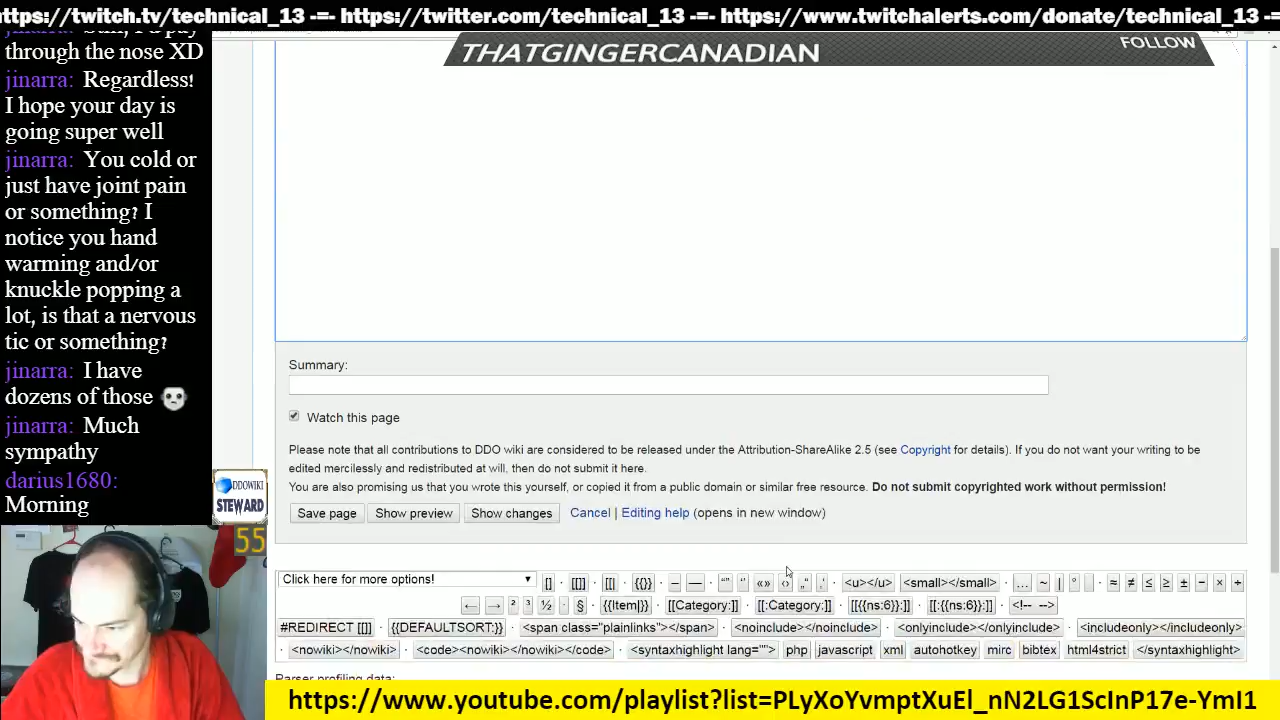 https://twitch.tv/technical_13 -=- https://twitter.com/technical_13 -=- https://www.twitchalerts.com/donate/technical_13 -=-
through the nose XD
jinarra: Regardless!
I hope your day is
going super well
jinarra: You cold or
just have joint pain
or something? I
notice you hand
warming and/or
knuckle popping a
lot, is that a nervous
tic or something?
jinarra: I have
dozens of those
jinarra: Much
sympathy
darius1680:
Morning
DDOWIKI
STEWARD
55
THATGINGERCANADIAN
FOLLOW
Summary:
Watch this page
Please note that all contributions to DDO wiki are considered to be released under the Attribution-ShareAlike 2.5 (see Copyright for details). If you do not want your writing to be
edited mercilessly and redistributed at will, then do not submit it here.
You are also promising us that you wrote this yourself, or copied it from a public domain or similar free resource. Do not submit copyrighted work without permission!
Save page Show preview Show changes Cancel | Editing help (opens in new window)
Click here for more options! [] · [[]] · [[|] · {{}} · – — · “” · ‘’ · «» · ‹› · „“ · ‚‘ · <u></u> · <small></small> · … · ~ · | · ° · ≈ ≠ ≤ ≥ ± − × ÷
← → ² ³ ½ · § · {{Item|}} · [[Category:]] · [[:Category:]] · [[{{ns:6}}:]] · [[:{{ns:6}}:]] · <!-- -->
#REDIRECT [[]] · {{DEFAULTSORT:}} · <span class="plainlinks"></span> · <noinclude></noinclude> · <onlyinclude></onlyinclude> · <includeonly></includeonly>
· <nowiki></nowiki> · <code><nowiki></nowiki></code> · <syntaxhighlight lang=""> php javascript xml autohotkey mirc bibtex html4strict </syntaxhighlight>
Parser profiling data:
https://www.youtube.com/playlist?list=PLyXoYvmptXuEl_nN2LG1ScInP17e-YmI1